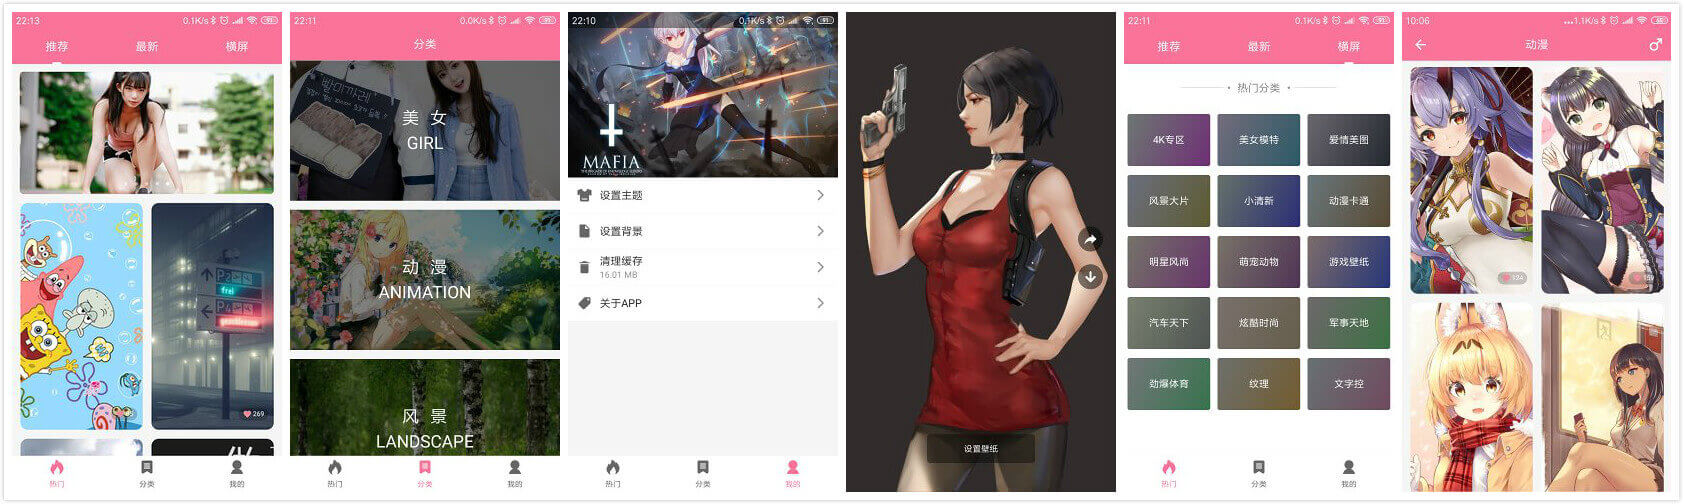 22:13
0.1K/s
推荐
最新
横屏
frei
269
热门
分类
我的
22:11
0.0K/s
分类
美 女
GIRL
动 漫
ANIMATION
风 景
LANDSCAPE
热门
分类
我的
22:10
0.1K/s
MAFIA
设置主题
设置背景
清理缓存
16.01 MB
关于APP
热门
分类
我的
设置壁纸
22:11
0.1K/s
推荐
最新
横屏
热门分类
4K专区
美女模特
爱情美图
风景大片
小清新
动漫卡通
明星风尚
萌宠动物
游戏壁纸
汽车天下
炫酷时尚
军事天地
劲爆体育
纹理
文字控
热门
分类
我的
10:06
...1.1K/s
动漫
124
159